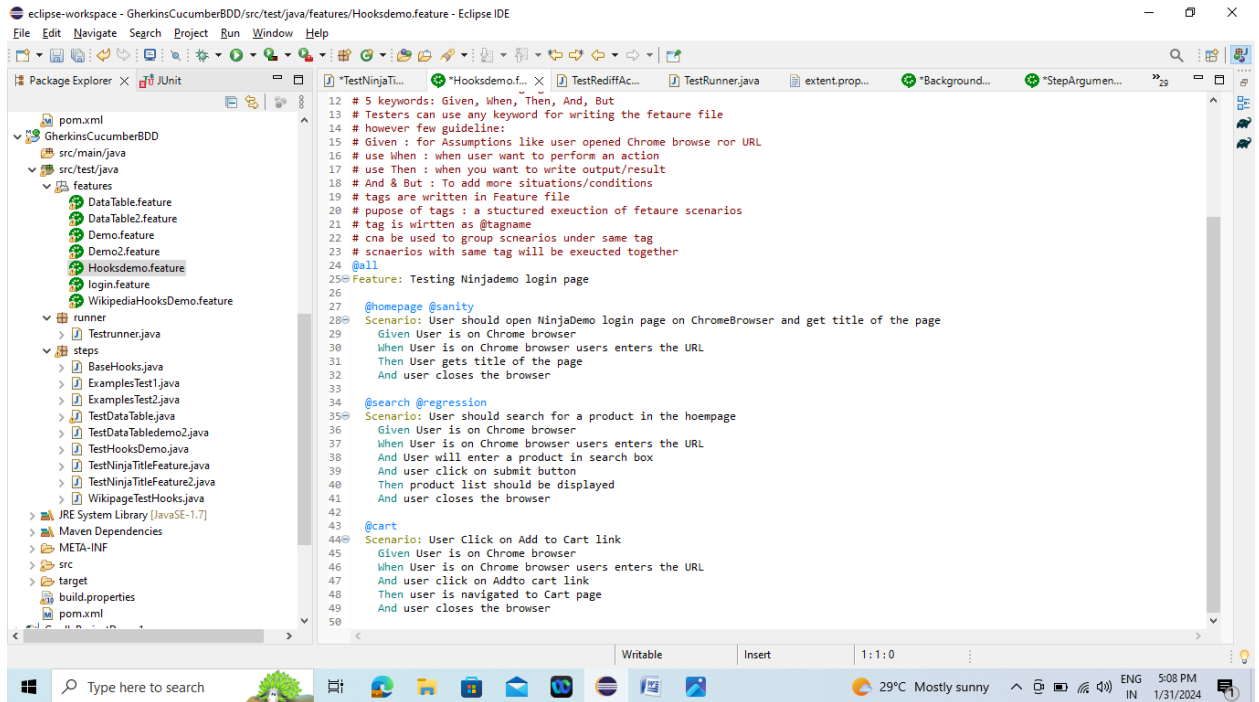 eclipse-workspace - GherkinsCucumberBDD/src/test/java/features/Hooksdemo.feature - Eclipse IDE
File Edit Navigate Search Project Run Window Help
Package Explorer
JUnit
*TestNinjaTi...
*Hooksdemo.f...
TestRediffAc...
TestRunner.java
extent.prop...
*Background...
*StepArgumen...
29
pom.xml
GherkinsCucumberBDD
src/main/java
src/test/java
features
DataTable.feature
DataTable2.feature
Demo.feature
Demo2.feature
Hooksdemo.feature
login.feature
WikipediaHooksDemo.feature
runner
Testrunner.java
steps
BaseHooks.java
ExamplesTest1.java
ExamplesTest2.java
TestDataTable.java
TestDataTabledemo2.java
TestHooksDemo.java
TestNinjaTitleFeature.java
TestNinjaTitleFeature2.java
WikipageTestHooks.java
JRE System Library [JavaSE-1.7]
Maven Dependencies
META-INF
src
target
build.properties
pom.xml
12 # 5 keywords: Given, When, Then, And, But
13 # Testers can use any keyword for writing the fetaure file
14 # however few guideline:
15 # Given : for Assumptions like user opened Chrome browse ror URL
16 # use When : when user want to perform an action
17 # use Then : when you want to write output/result
18 # And & But : To add more situations/conditions
19 # tags are written in Feature file
20 # pupose of tags : a stuctured exeuction of fetaure scenarios
21 # tag is wirtten as @tagname
22 # cna be used to group scnearios under same tag
23 # scnaerios with same tag will be exeucted together
24 @all
25 Feature: Testing Ninjademo login page
26
27 @homepage @sanity
28 Scenario: User should open NinjaDemo login page on ChromeBrowser and get title of the page
29 Given User is on Chrome browser
30 When User is on Chrome browser users enters the URL
31 Then User gets title of the page
32 And user closes the browser
33
34 @search @regression
35 Scenario: User should search for a product in the hoempage
36 Given User is on Chrome browser
37 When User is on Chrome browser users enters the URL
38 And User will enter a product in search box
39 And user click on submit button
40 Then product list should be displayed
41 And user closes the browser
42
43 @cart
44 Scenario: User Click on Add to Cart link
45 Given User is on Chrome browser
46 When User is on Chrome browser users enters the URL
47 And user click on Addto cart link
48 Then user is navigated to Cart page
49 And user closes the browser
50
Writable
Insert
1 : 1 : 0
Type here to search
29°C Mostly sunny
ENG
IN
5:08 PM
1/31/2024
1